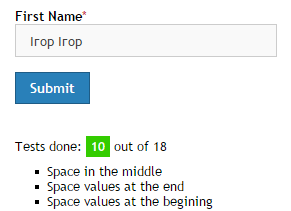 First Name*
Irop Irop
Submit
Tests done: 10 out of 18
Space in the middle
Space values at the end
Space values at the begining